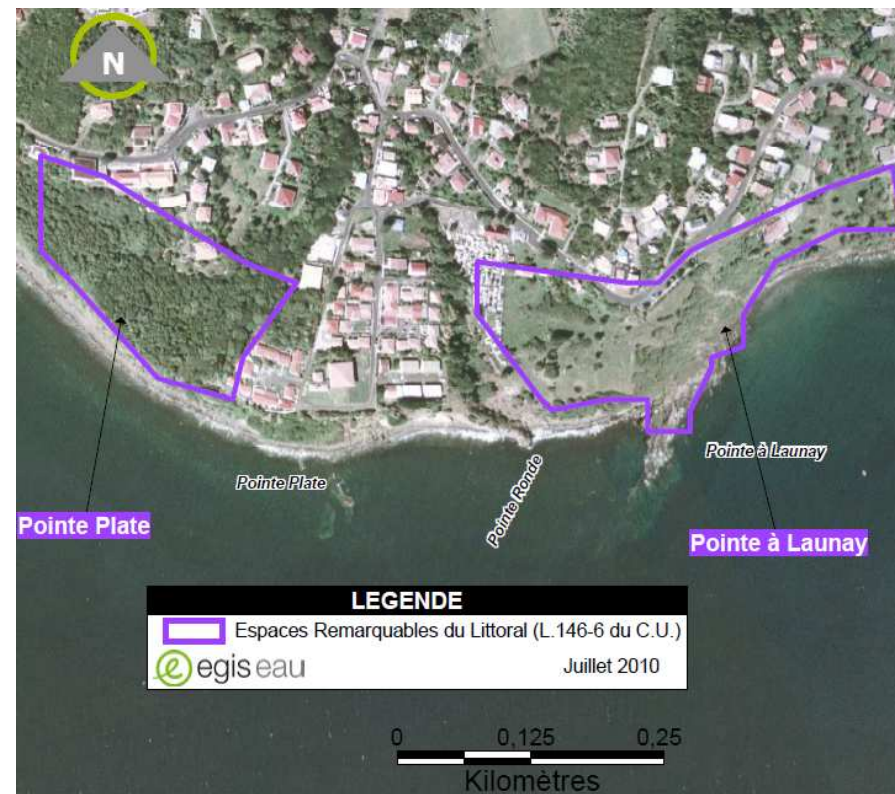 N
Pointe Plate
Pointe Ronde
Pointe à Launay
Pointe Plate
Pointe à Launay
LEGENDE
Espaces Remarquables du Littoral (L.146-6 du C.U.)
egis eau Juillet 2010
0 0,125 0,25
Kilomètres